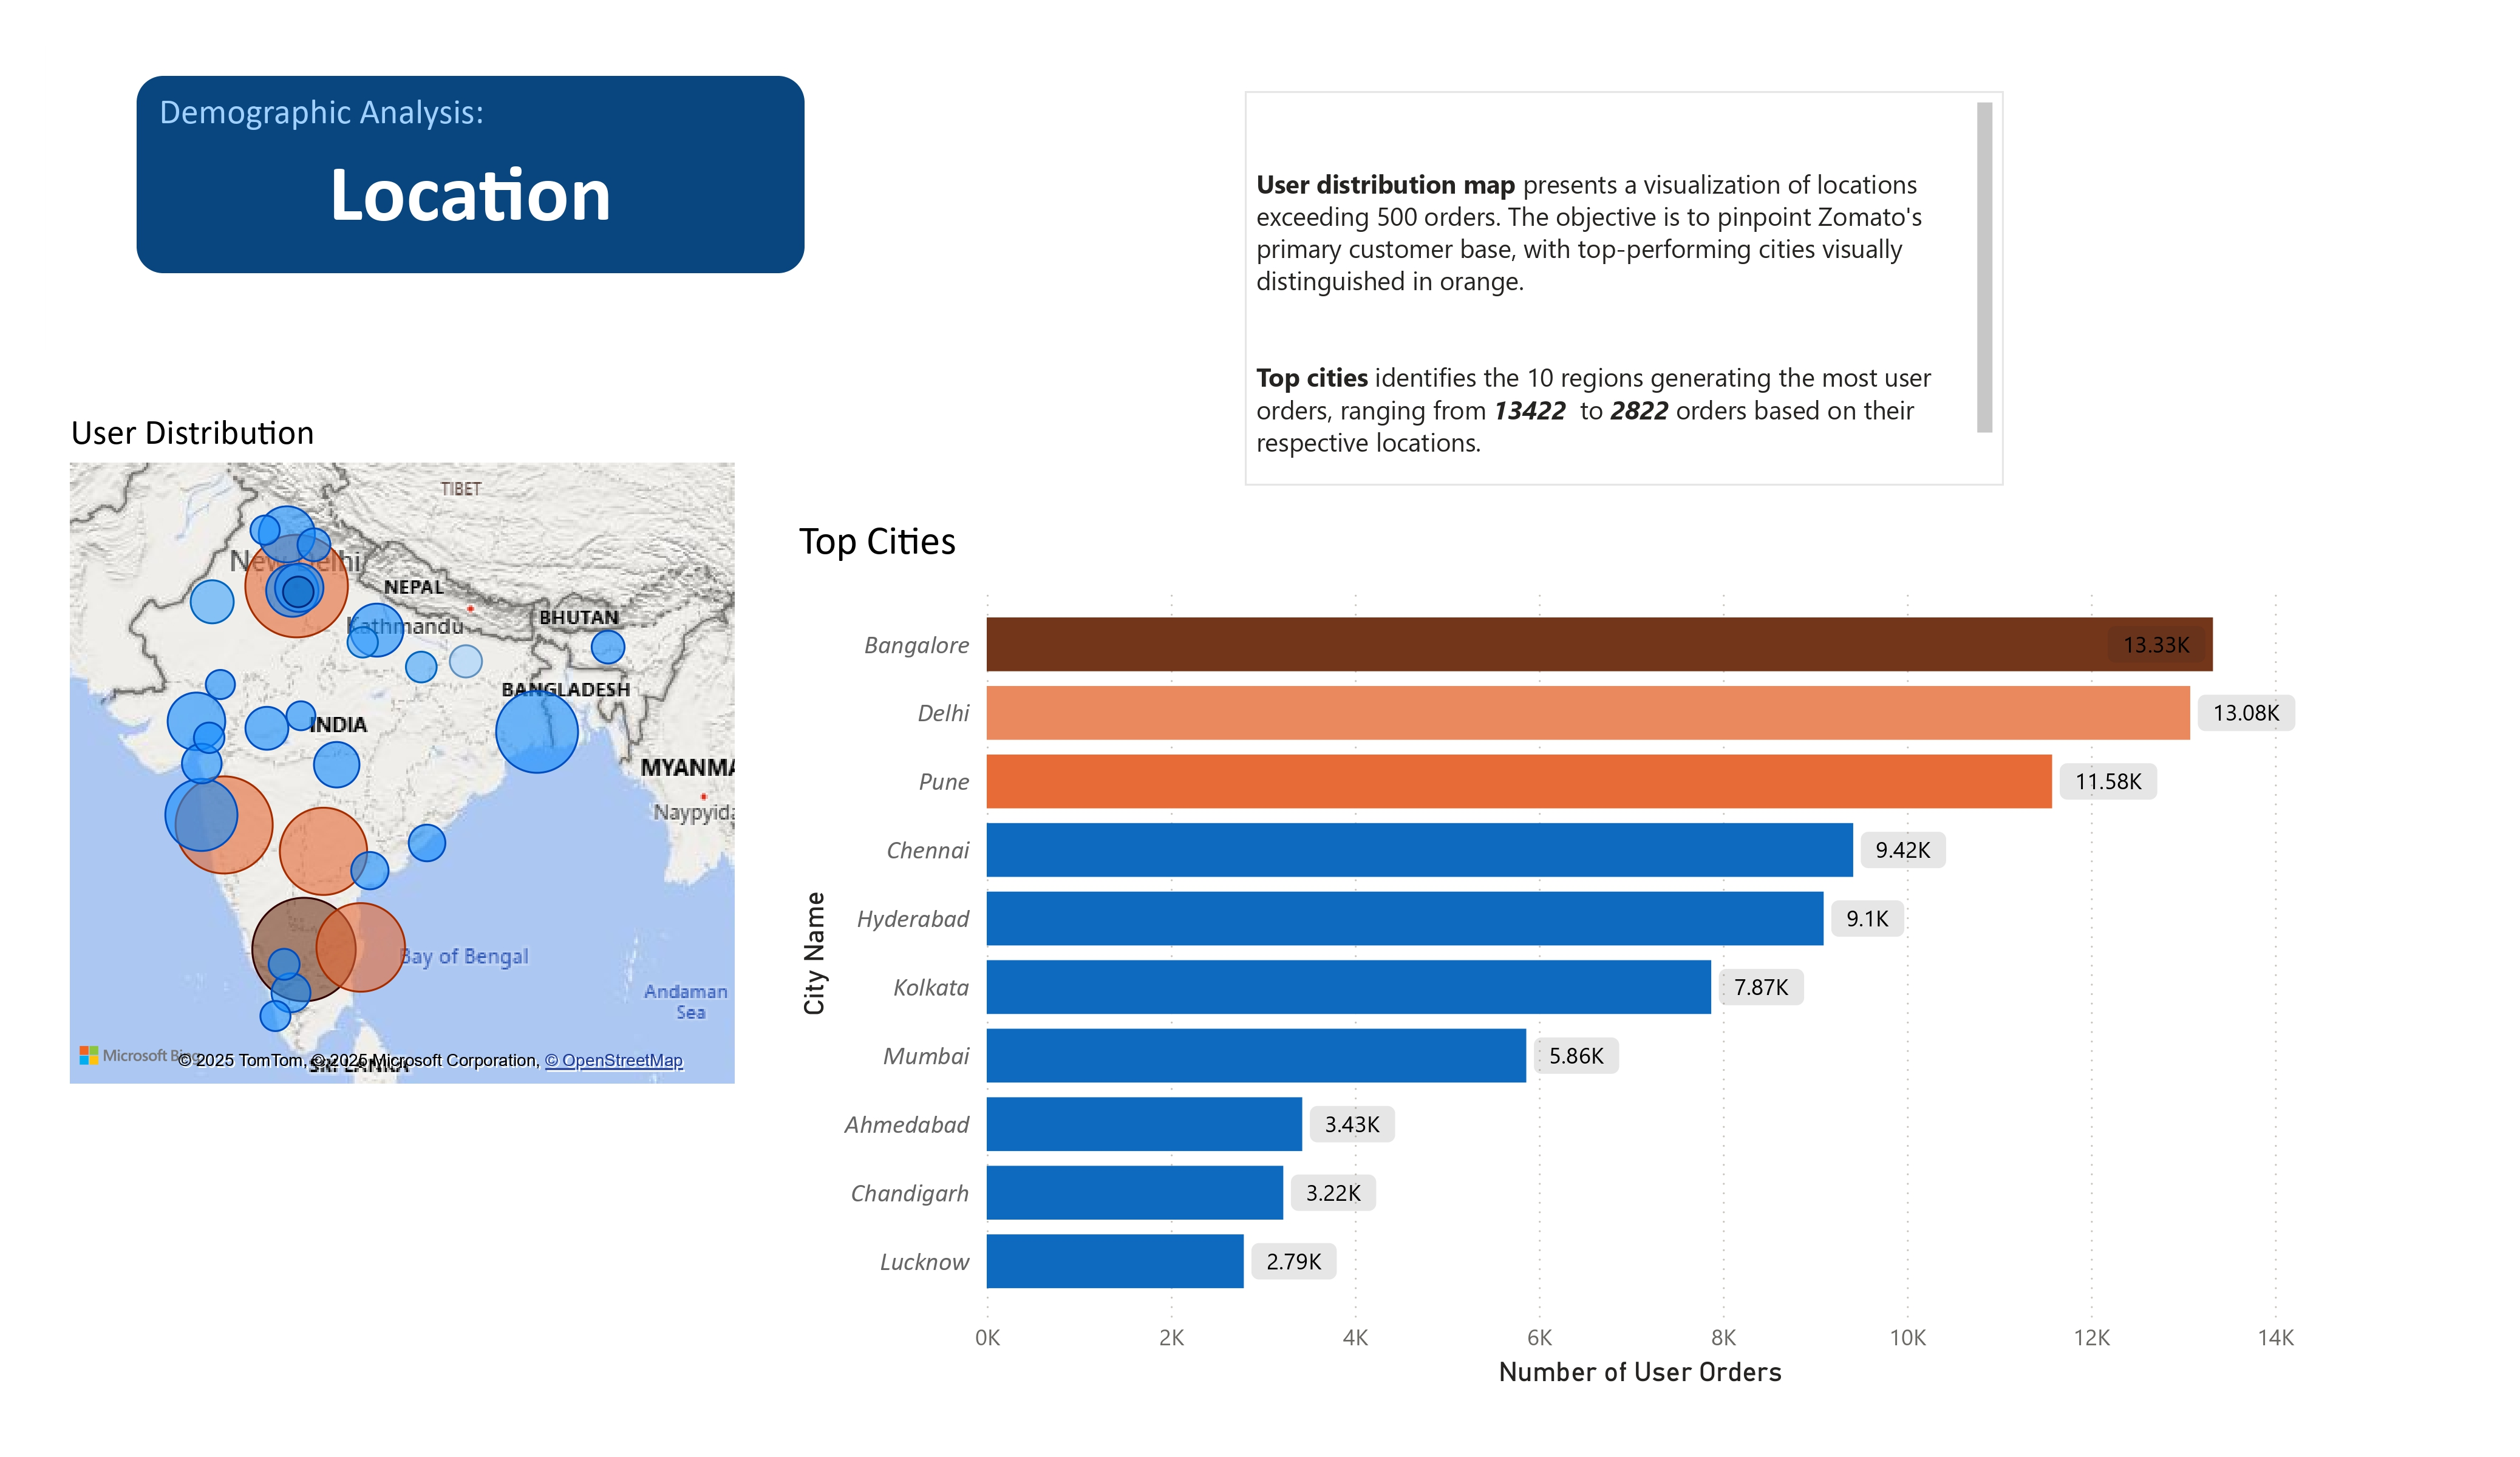 Demographic Analysis:
Location
User distribution map presents a visualization of locations
exceeding 500 orders. The objective is to pinpoint Zomato's
primary customer base, with top-performing cities visually
distinguished in orange.
Top cities identifies the 10 regions generating the most user
orders, ranging from 13422 to 2822 orders based on their
respective locations.
User Distribution
TIBET
New Delhi
NEPAL
Kathmandu
BHUTAN
BANGLADESH
INDIA
MYANMA
Naypyida
Bay of Bengal
Andaman
Sea
SRI LANKA
Microsoft Bing
© 2025 TomTom, © 2025 Microsoft Corporation, © OpenStreetMap
Top Cities
City Name
Bangalore 13.33K
Delhi 13.08K
Pune 11.58K
Chennai 9.42K
Hyderabad 9.1K
Kolkata 7.87K
Mumbai 5.86K
Ahmedabad 3.43K
Chandigarh 3.22K
Lucknow 2.79K
0K 2K 4K 6K 8K 10K 12K 14K
Number of User Orders